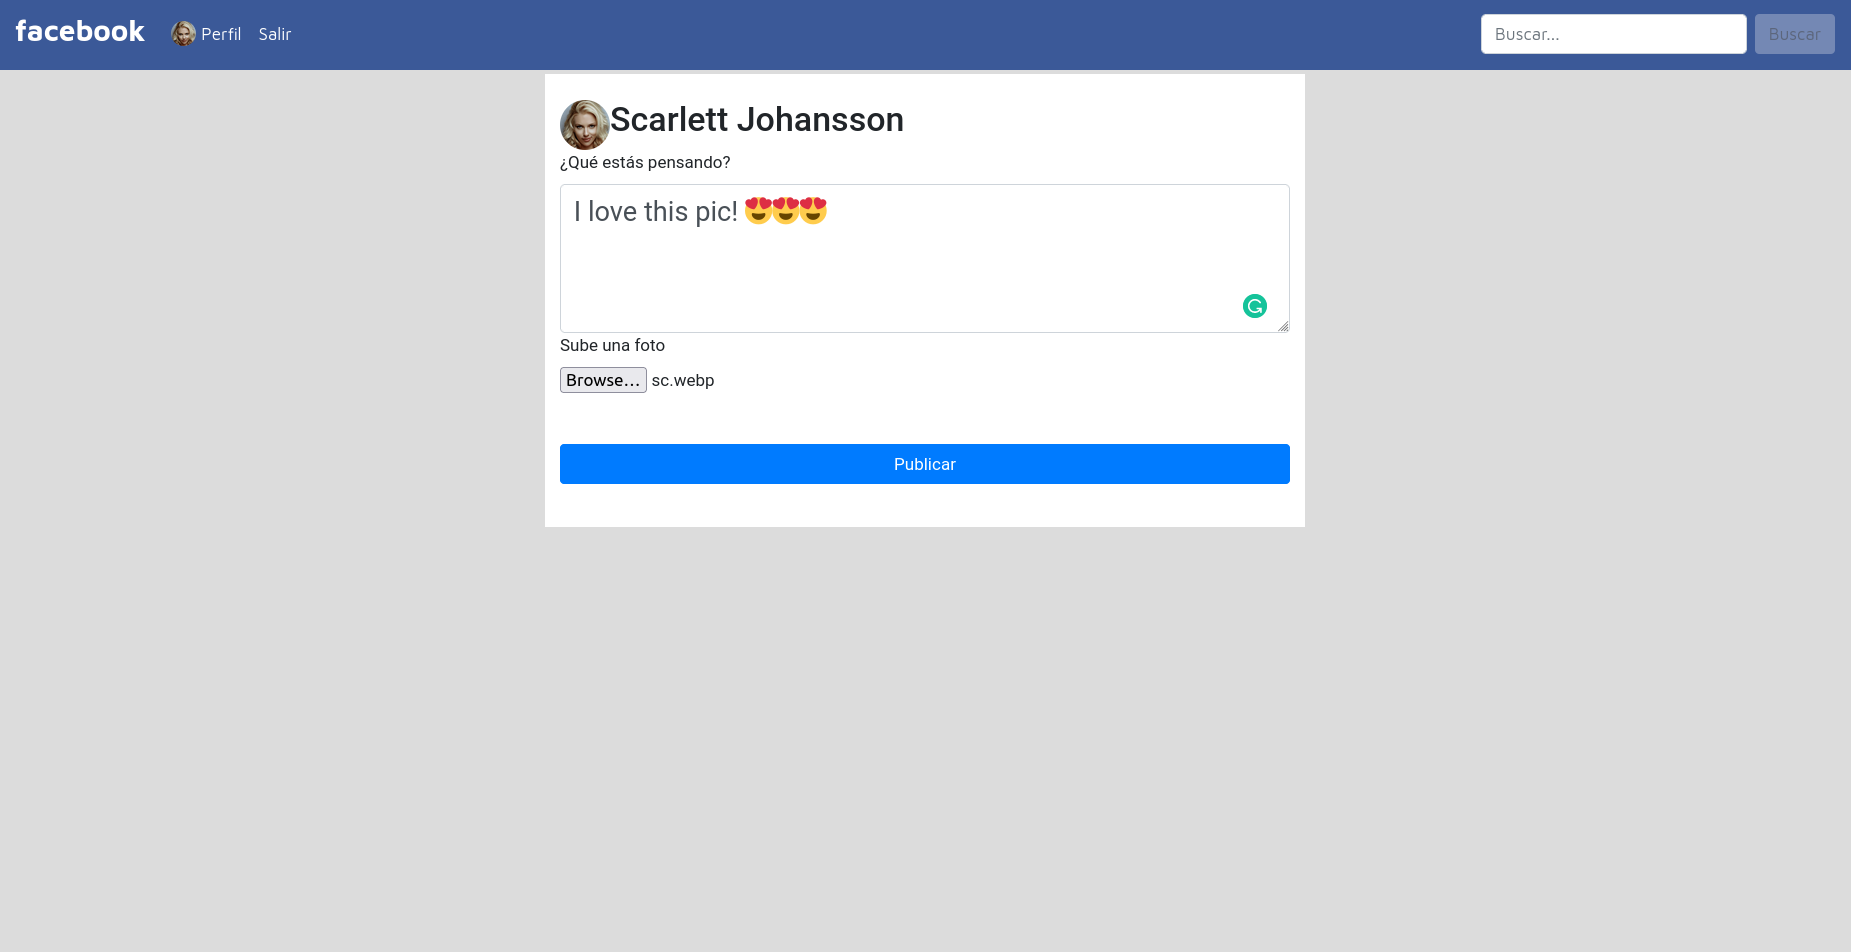 facebook Perfil Salir Buscar... Buscar
Scarlett Johansson
¿Qué estás pensando?
I love this pic! 😍😍😍
Sube una foto
Browse... sc.webp
Publicar